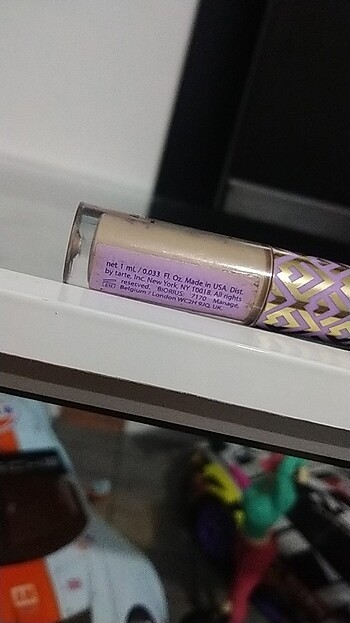 net 1 mL / 0.033 Fl. Oz. Made in USA. Dist.
by tarte, Inc. New York, NY 10018. All rights
reserved. BIORIUS: 7170 Manage,
Belgium / London WC2H 9JQ, UK